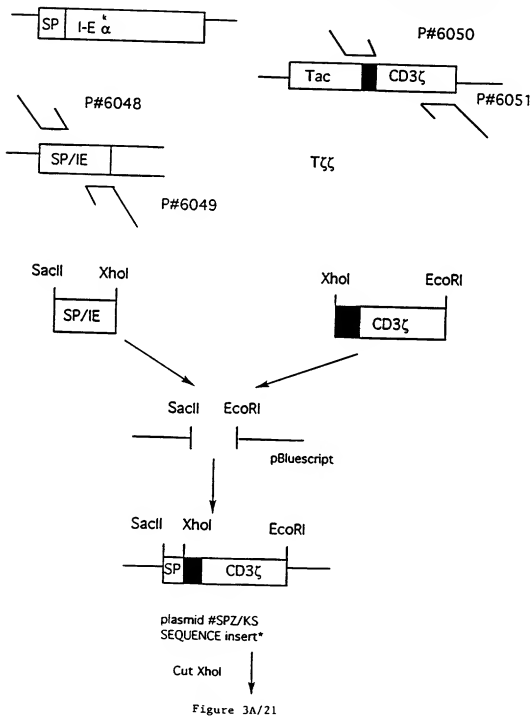 SP I-E α k
P#6050
Tac CD3ζ
P#6051
P#6048
SP/IE
Tζζ
P#6049
SacII XhoI
XhoI EcoRI
SP/IE
CD3ζ
SacII EcoRI
pBluescript
SacII XhoI EcoRI
SP CD3ζ
plasmid #SPZ/KS
SEQUENCE insert*
Cut XhoI
Figure 3A/21